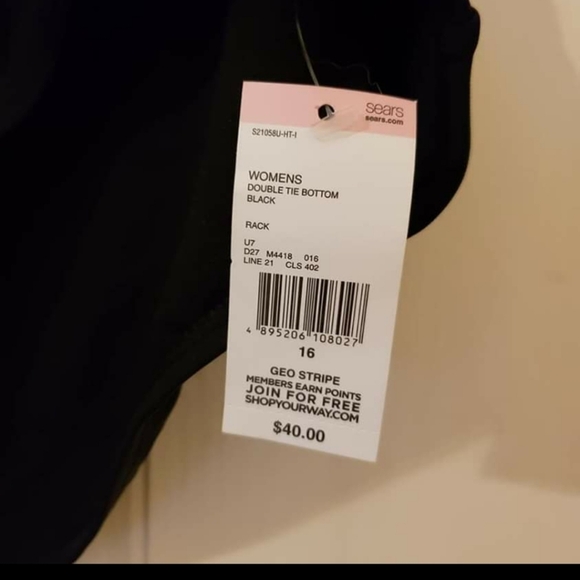 sears
sears.com
S21058U-HT-I
WOMENS
DOUBLE TIE BOTTOM
BLACK
RACK
U7
D27 M4418 016
LINE 21 CLS 402
4 895206 108027
16
GEO STRIPE
MEMBERS EARN POINTS
JOIN FOR FREE
SHOPYOURWAY.COM
$40.00